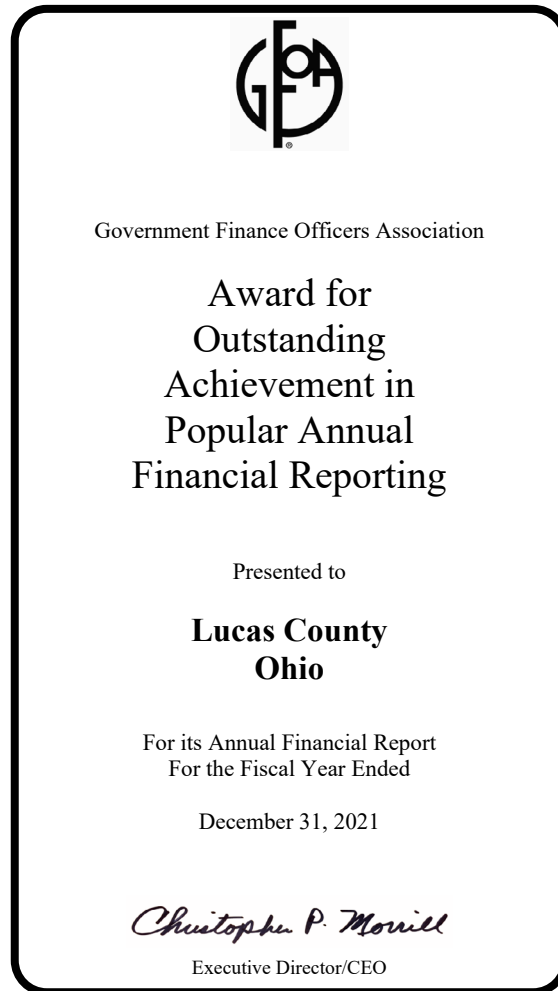 GFOA
®
Government Finance Officers Association
Award for
Outstanding
Achievement in
Popular Annual
Financial Reporting
Presented to
Lucas County
Ohio
For its Annual Financial Report
For the Fiscal Year Ended
December 31, 2021
Christopher P. Morrill
Executive Director/CEO